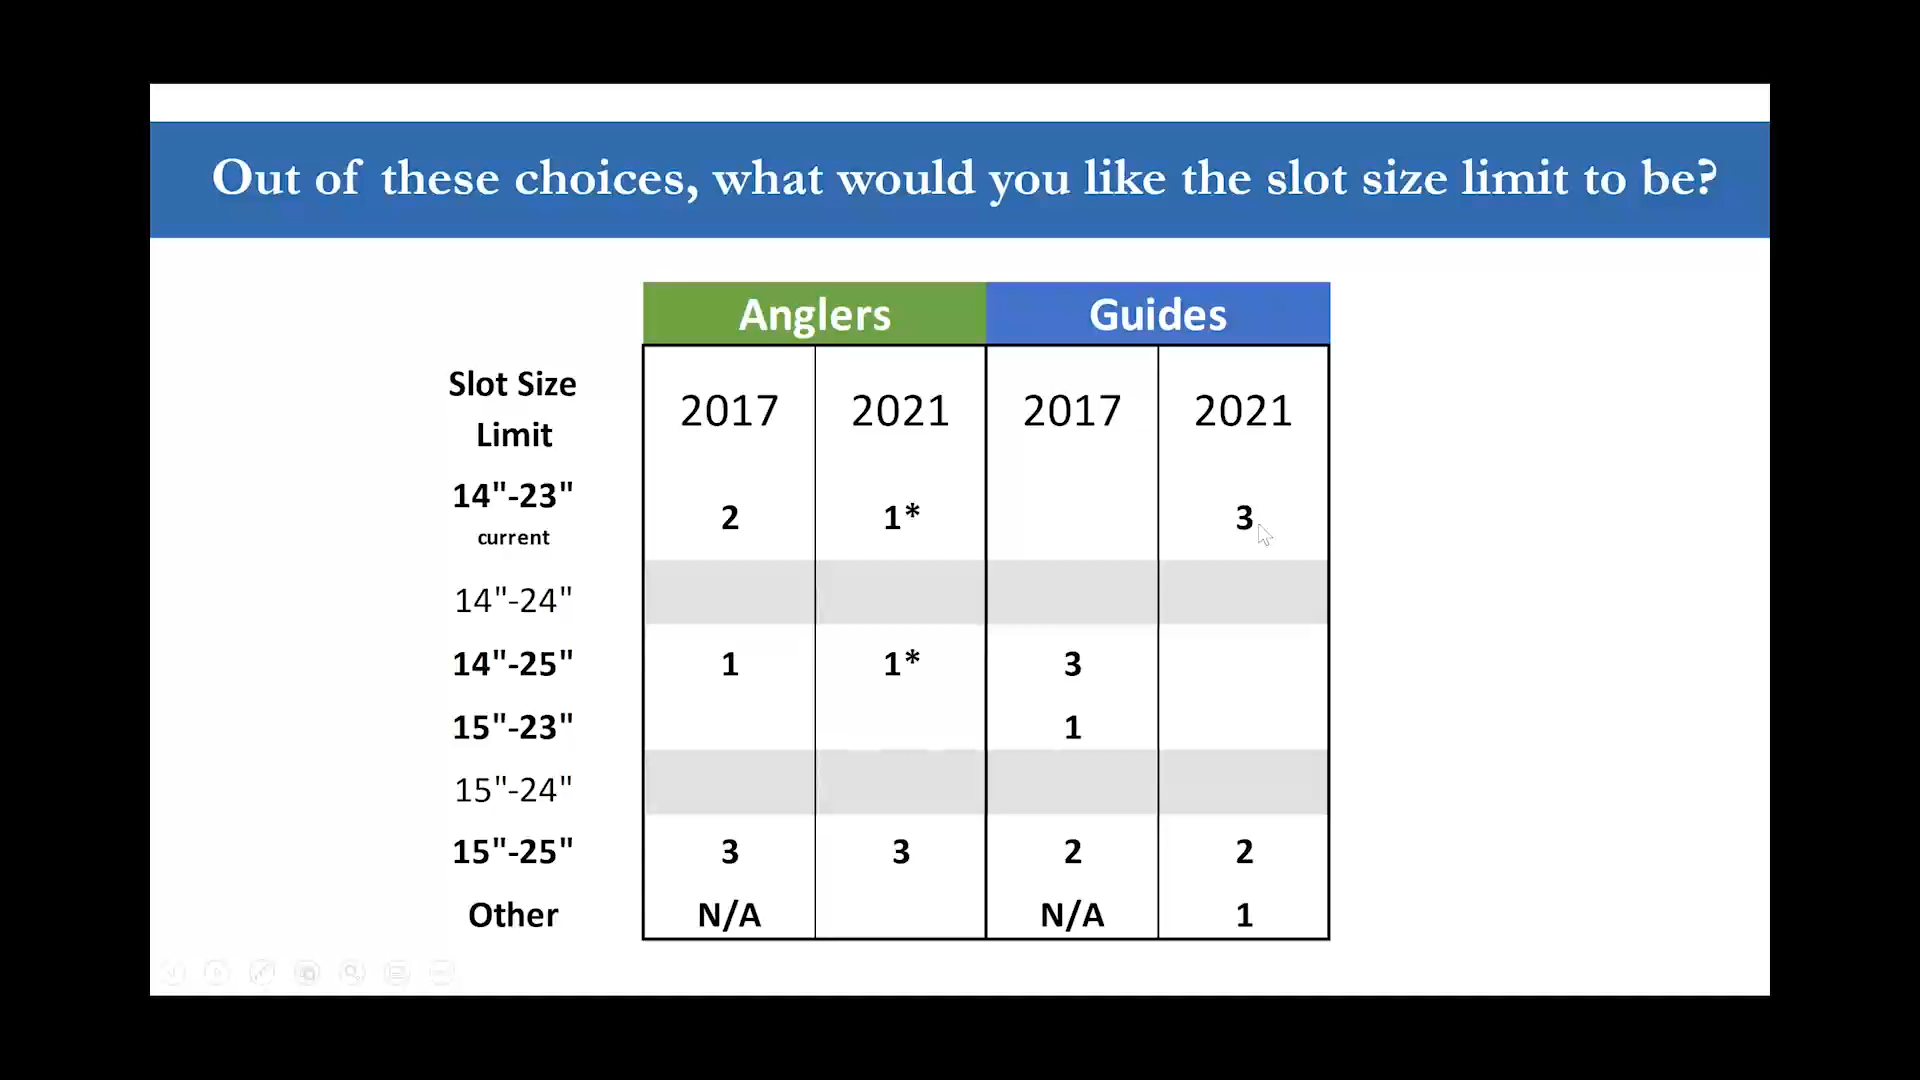 Out of these choices, what would you like the slot size limit to be?
Anglers Guides
Slot Size
Limit
2017 2021 2017 2021
14"-23" 2 1* 3
current
14"-24"
14"-25" 1 1* 3
15"-23" 1
15"-24"
15"-25" 3 3 2 2
Other N/A N/A 1